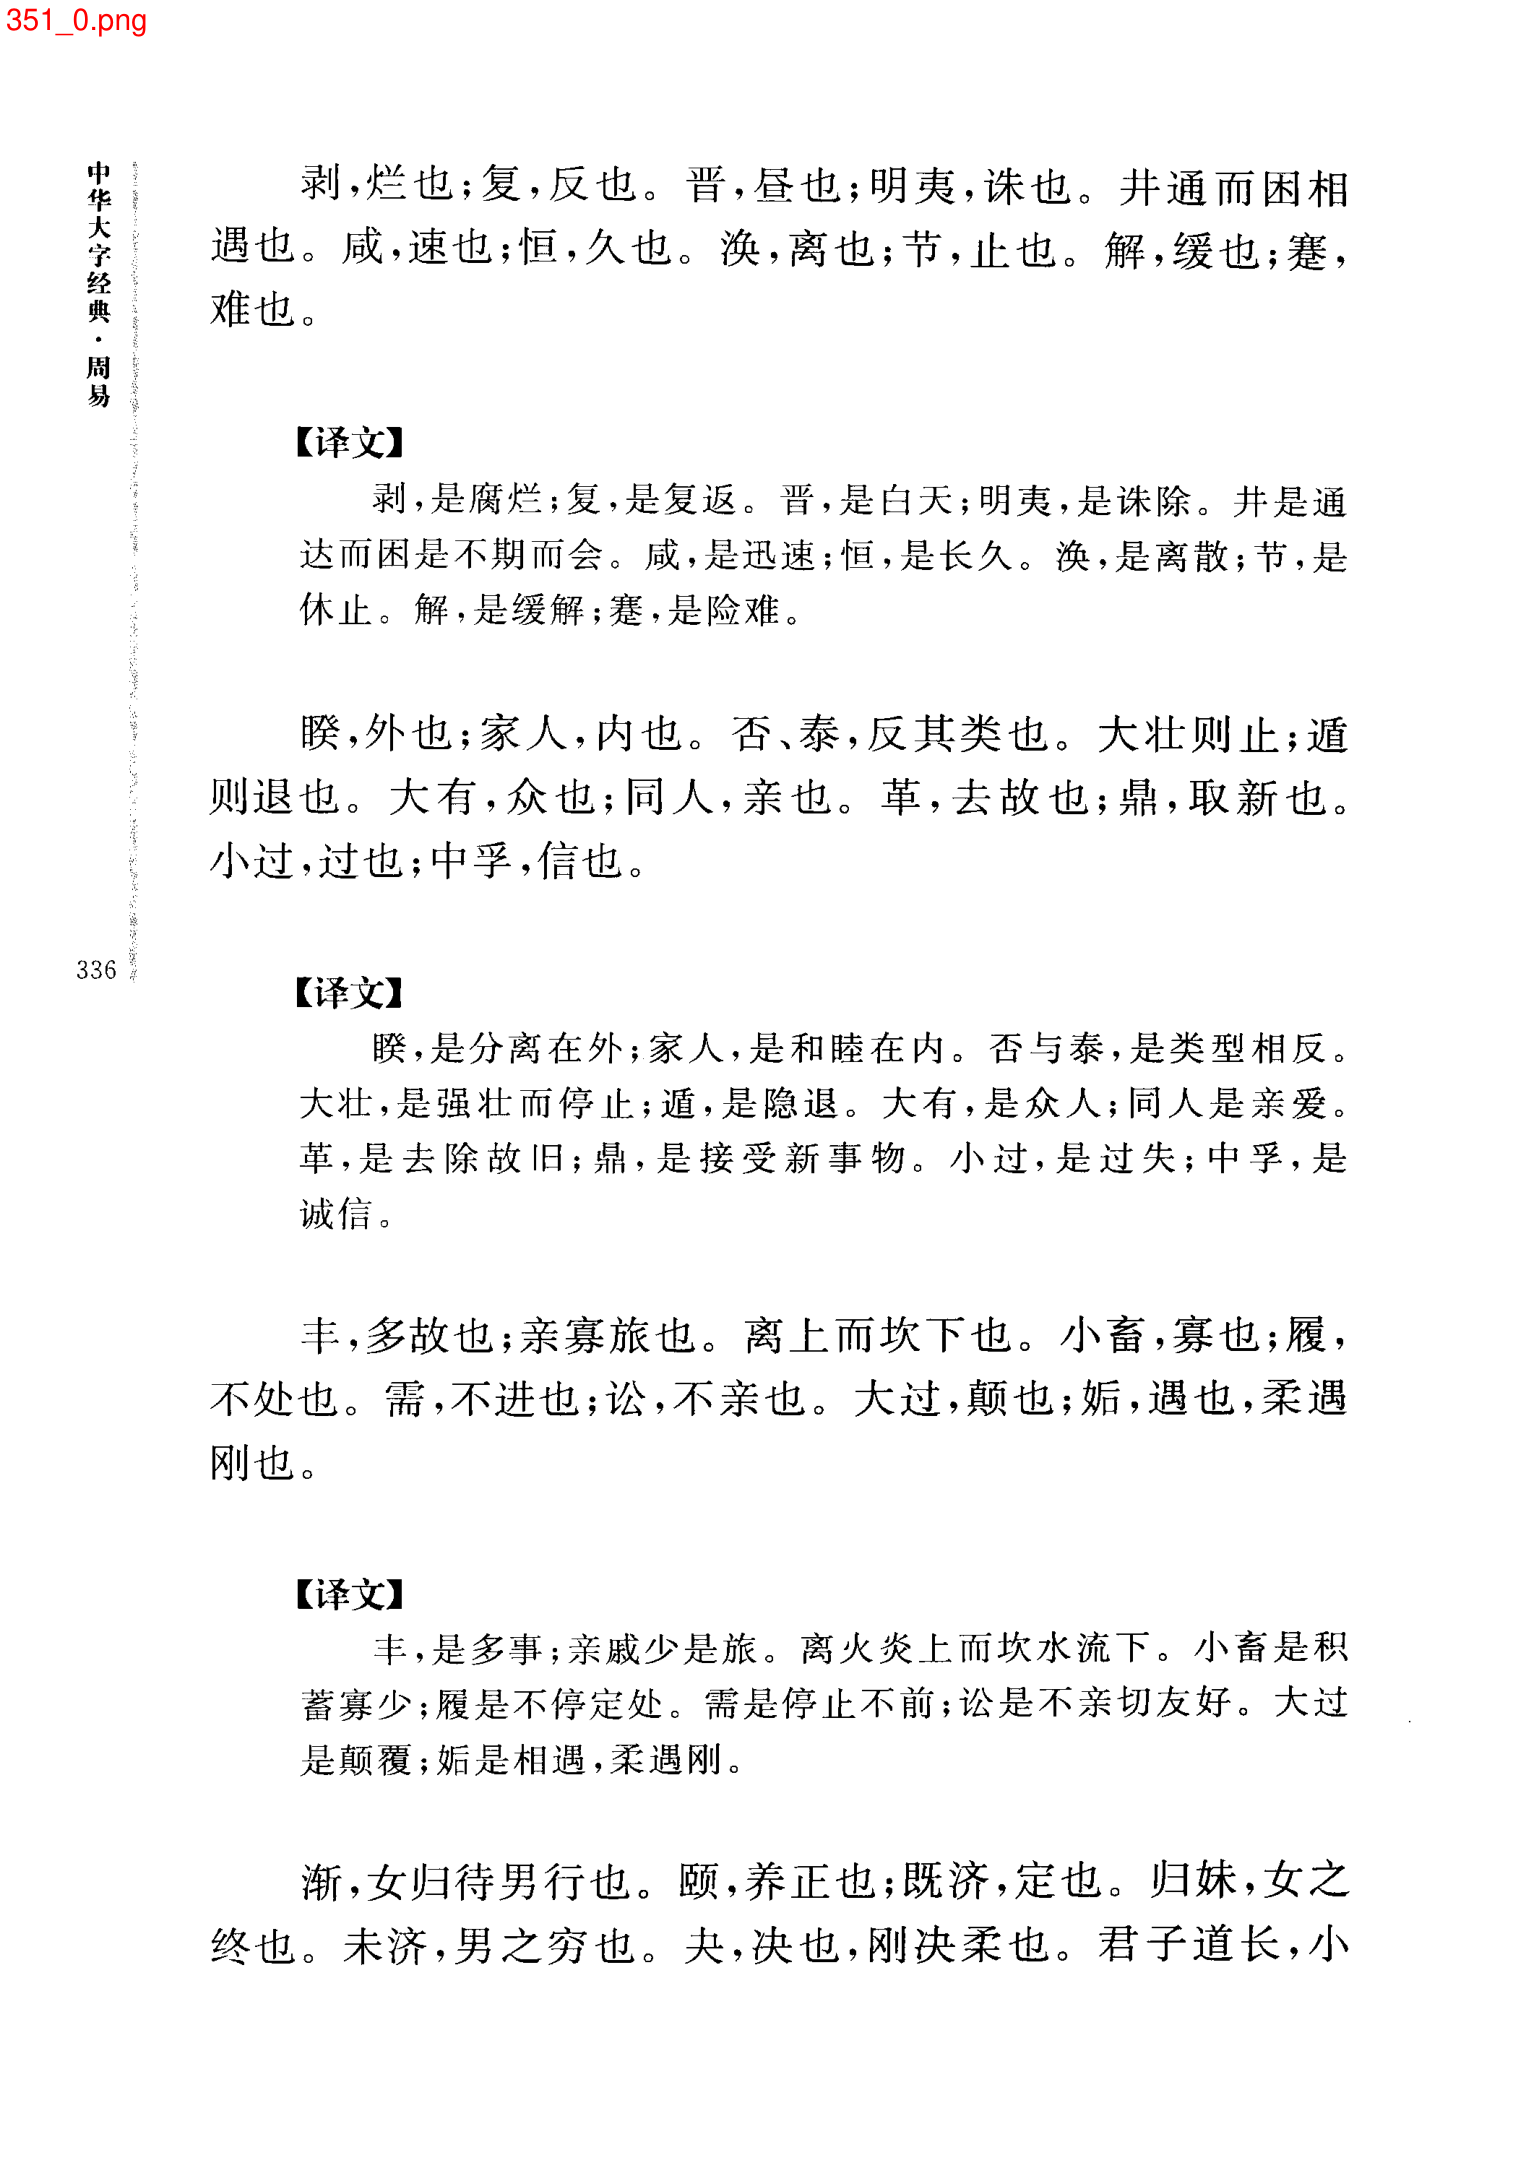 351_0.png
中华大字经典·周易
336
剥,烂也;复,反也。晋,昼也;明夷,诛也。井通而困相
遇也。咸,速也;恒,久也。涣,离也;节,止也。解,缓也;蹇,
难也。
【译文】
剥,是腐烂;复,是复返。晋,是白天;明夷,是诛除。井是通
达而困是不期而会。咸,是迅速;恒,是长久。涣,是离散;节,是
休止。解,是缓解;蹇,是险难。
睽,外也;家人,内也。否、泰,反其类也。大壮则止;遁
则退也。大有,众也;同人,亲也。革,去故也;鼎,取新也。
小过,过也;中孚,信也。
【译文】
睽,是分离在外;家人,是和睦在内。否与泰,是类型相反。
大壮,是强壮而停止;遁,是隐退。大有,是众人;同人是亲爱。
革,是去除故旧;鼎,是接受新事物。小过,是过失;中孚,是
诚信。
丰,多故也;亲寡旅也。离上而坎下也。小畜,寡也;履,
不处也。需,不进也;讼,不亲也。大过,颠也;姤,遇也,柔遇
刚也。
【译文】
丰,是多事;亲戚少是旅。离火炎上而坎水流下。小畜是积
蓄寡少;履是不停定处。需是停止不前;讼是不亲切友好。大过
是颠覆;姤是相遇,柔遇刚。
渐,女归待男行也。颐,养正也;既济,定也。归妹,女之
终也。未济,男之穷也。夬,决也,刚决柔也。君子道长,小